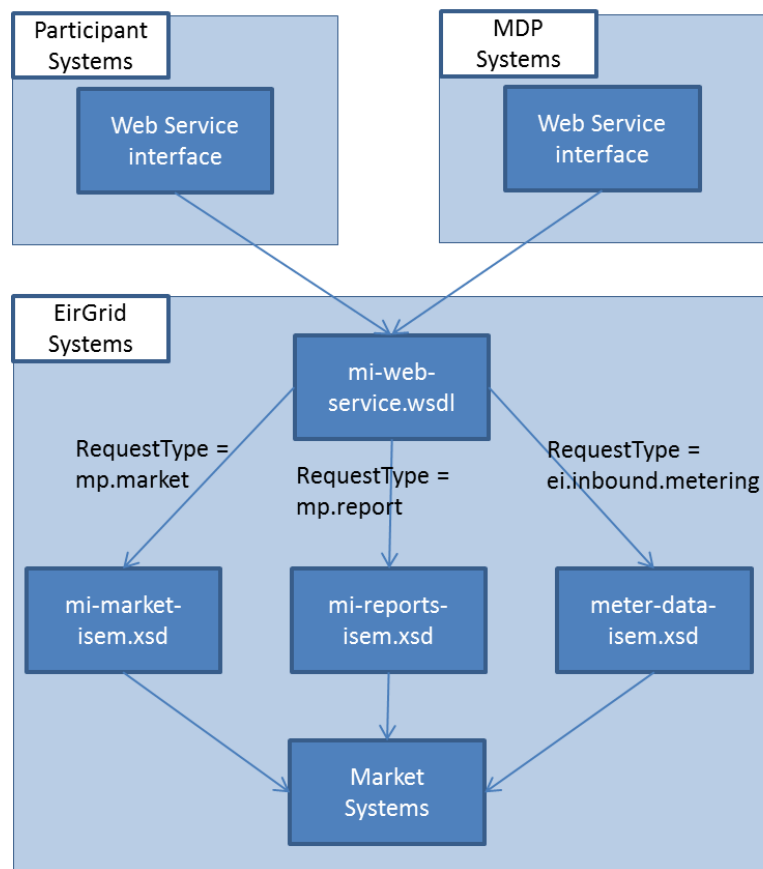 Participant
Systems
Web Service
interface
MDP
Systems
Web Service
interface
EirGrid
Systems
mi-web-
service.wsdl
RequestType =
mp.market
RequestType =
mp.report
RequestType =
ei.inbound.metering
mi-market-
isem.xsd
mi-reports-
isem.xsd
meter-data-
isem.xsd
Market
Systems